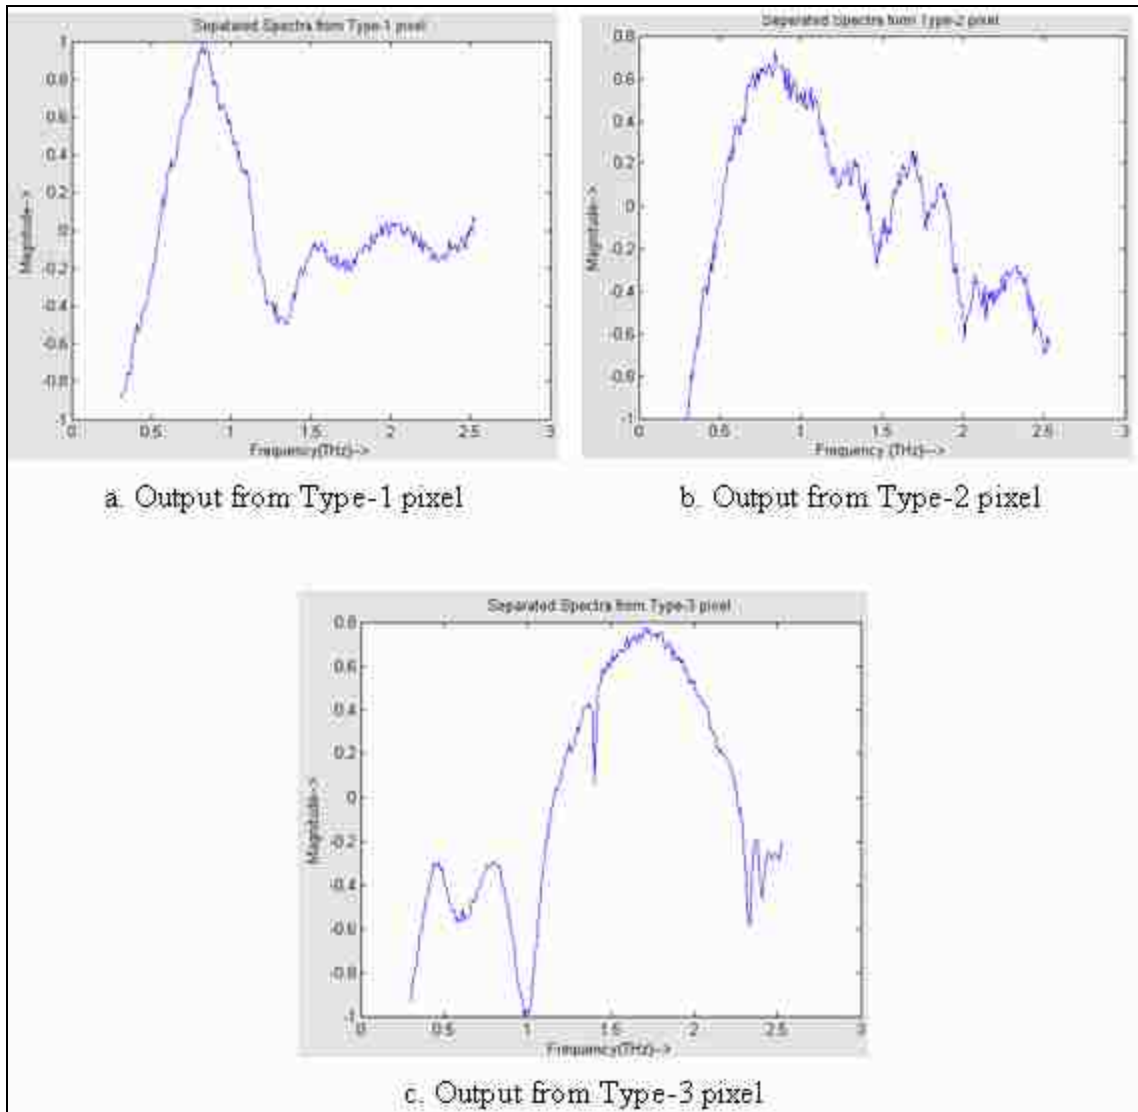 Separated Spectra from Type-1 pixel
1
0.8
0.6
0.4
0.2
0
-0.2
-0.4
-0.6
-0.8
-1
Magnitude-->
0 0.5 1 1.5 2 2.5 3
Frequency(THz)-->
a. Output from Type-1 pixel
Separated Spectra from Type-2 pixel
0.8
0.6
0.4
0.2
0
-0.2
-0.4
-0.6
-0.8
-1
Magnitude-->
0 0.5 1 1.5 2 2.5 3
Frequency (THz)-->
b. Output from Type-2 pixel
Separated Spectra from Type-3 pixel
0.8
0.6
0.4
0.2
0
-0.2
-0.4
-0.6
-0.8
-1
Magnitude-->
0 0.5 1 1.5 2 2.5 3
Frequency(THz)-->
c. Output from Type-3 pixel